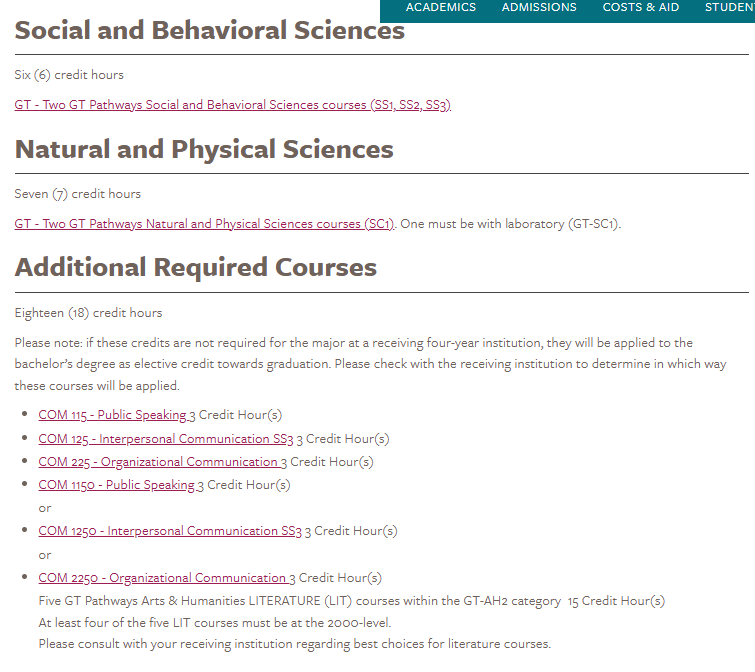 ACADEMICS ADMISSIONS COSTS & AID STUDEN
Social and Behavioral Sciences
Six (6) credit hours
GT - Two GT Pathways Social and Behavioral Sciences courses (SS1, SS2, SS3)
Natural and Physical Sciences
Seven (7) credit hours
GT - Two GT Pathways Natural and Physical Sciences courses (SC1). One must be with laboratory (GT-SC1).
Additional Required Courses
Eighteen (18) credit hours
Please note: if these credits are not required for the major at a receiving four-year institution, they will be applied to the
bachelor's degree as elective credit towards graduation. Please check with the receiving institution to determine in which way
these courses will be applied.
• COM 115 - Public Speaking 3 Credit Hour(s)
• COM 125 - Interpersonal Communication SS3 3 Credit Hour(s)
• COM 225 - Organizational Communication 3 Credit Hour(s)
• COM 1150 - Public Speaking 3 Credit Hour(s)
or
• COM 1250 - Interpersonal Communication SS3 3 Credit Hour(s)
or
• COM 2250 - Organizational Communication 3 Credit Hour(s)
Five GT Pathways Arts & Humanities LITERATURE (LIT) courses within the GT-AH2 category 15 Credit Hour(s)
At least four of the five LIT courses must be at the 2000-level.
Please consult with your receiving institution regarding best choices for literature courses.